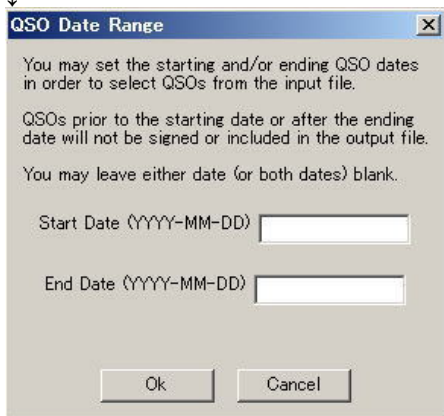 QSO Date Range
You may set the starting and/or ending QSO dates
in order to select QSOs from the input file.
QSOs prior to the starting date or after the ending
date will not be signed or included in the output file.
You may leave either date (or both dates) blank.
Start Date (YYYY-MM-DD)
End Date (YYYY-MM-DD)
Ok Cancel